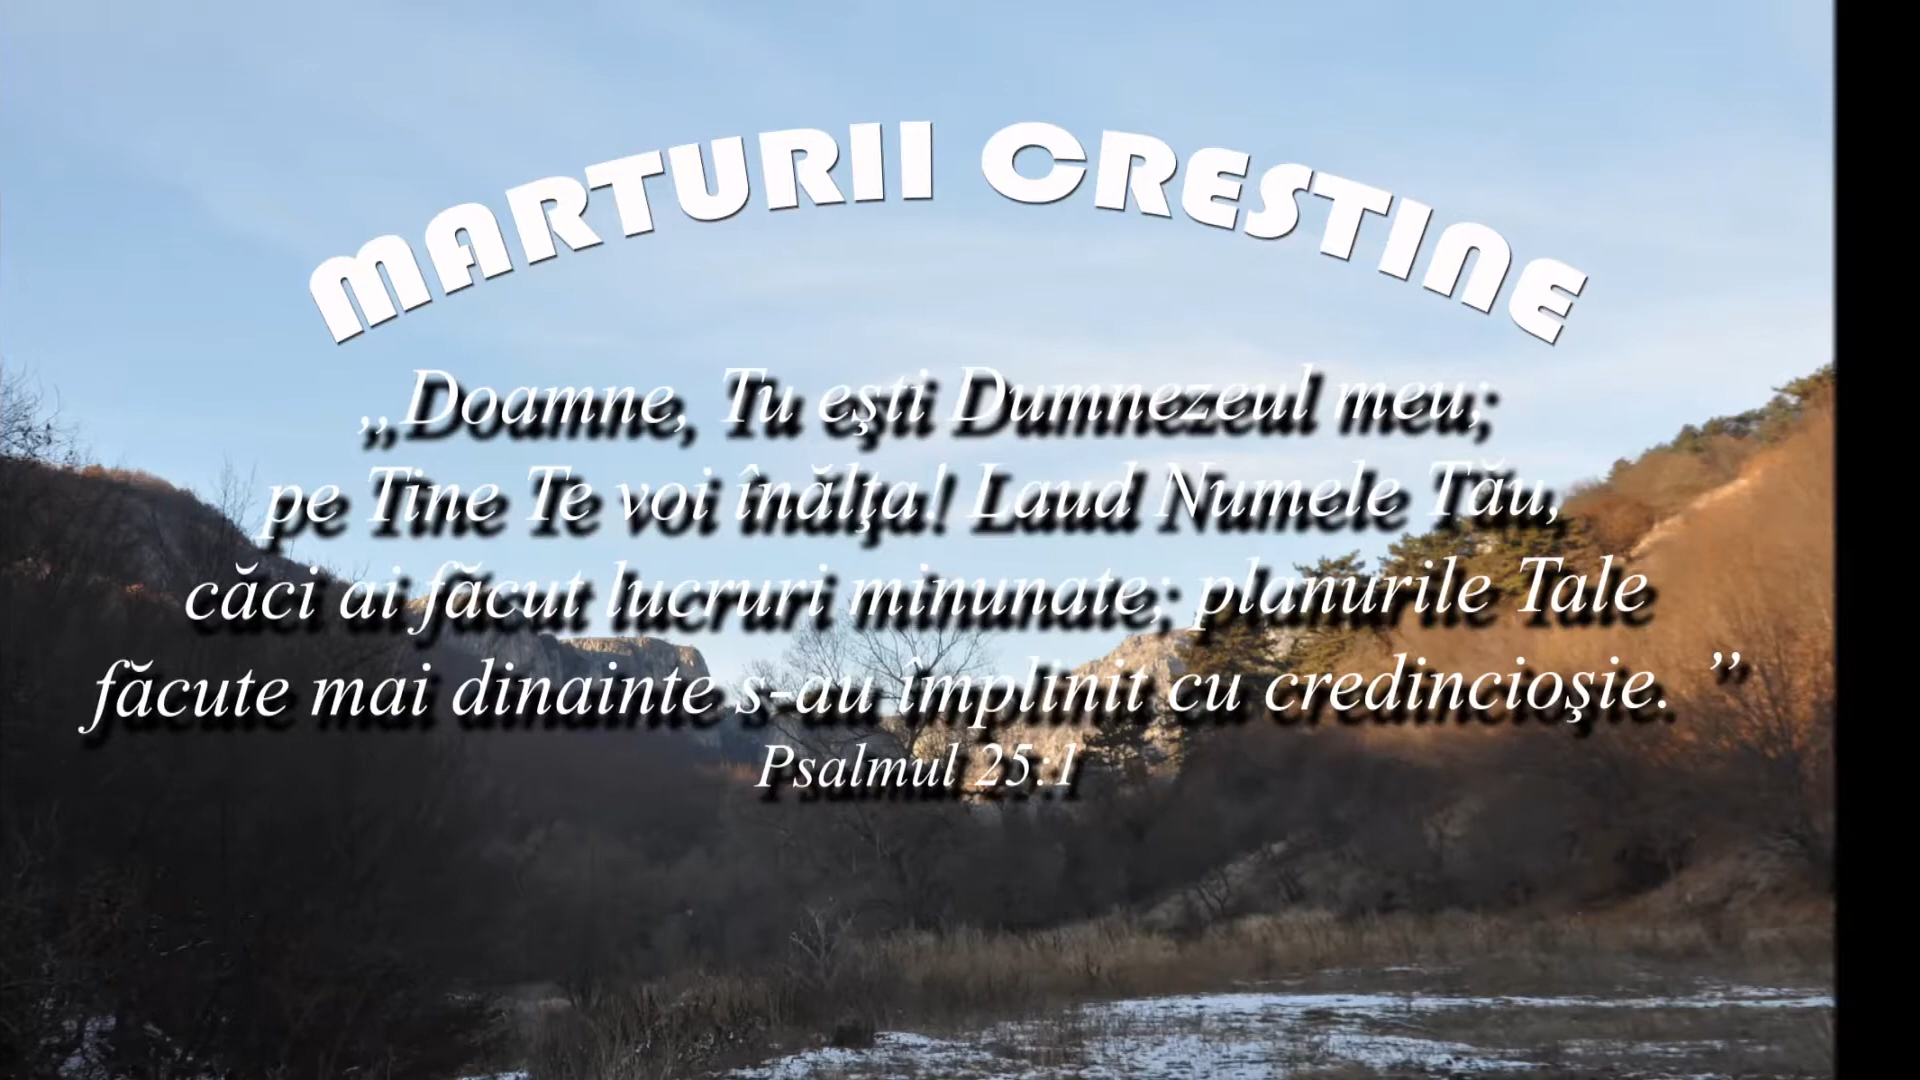 MARTURII CRESTINE
„Doamne, Tu eşti Dumnezeul meu;
pe Tine Te voi înălţa! Laud Numele Tău,
căci ai făcut lucruri minunate; planurile Tale
făcute mai dinainte s-au împlinit cu credincioşie. ”
Psalmul 25:1